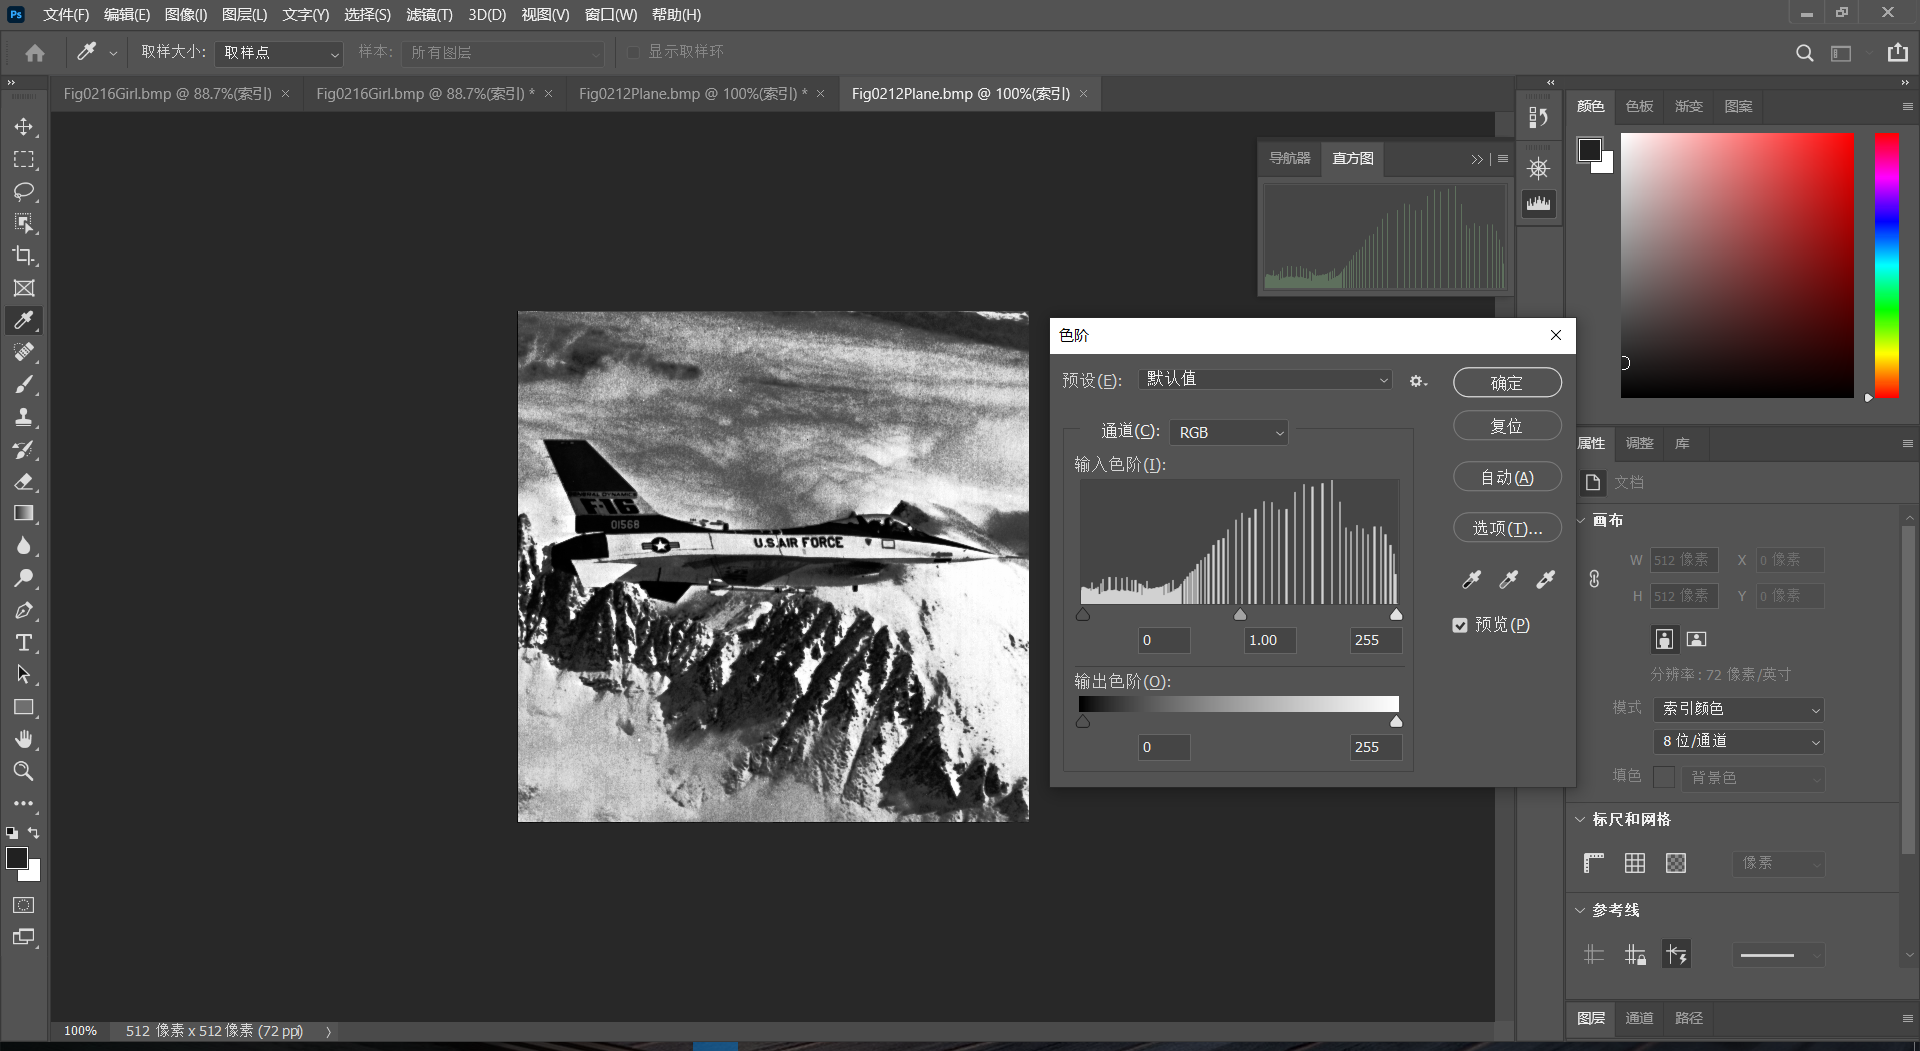 Ps 文件(F) 编辑(E) 图像(I) 图层(L) 文字(Y) 选择(S) 滤镜(T) 3D(D) 视图(V) 窗口(W) 帮助(H)
取样大小: 取样点 样本: 所有图层 显示取样环
Fig0216Girl.bmp @ 88.7%(索引) × Fig0216Girl.bmp @ 88.7%(索引) * × Fig0212Plane.bmp @ 100%(索引) * × Fig0212Plane.bmp @ 100%(索引) ×
导航器 直方图
颜色 色板 渐变 图案
色阶
预设(E): 默认值
确定
通道(C): RGB
复位
输入色阶(I):
自动(A)
选项(T)...
0 1.00 255
预览(P)
输出色阶(O):
0 255
GENERAL DYNAMICS
F-16
01568
U.S. AIR FORCE
属性 调整 库
文档
画布
W 512 像素 X 0 像素
H 512 像素 Y 0 像素
分辨率: 72 像素/英寸
模式 索引颜色
8 位/通道
填色 背景色
标尺和网格
像素
参考线
图层 通道 路径
100% 512 像素 x 512 像素 (72 ppi)